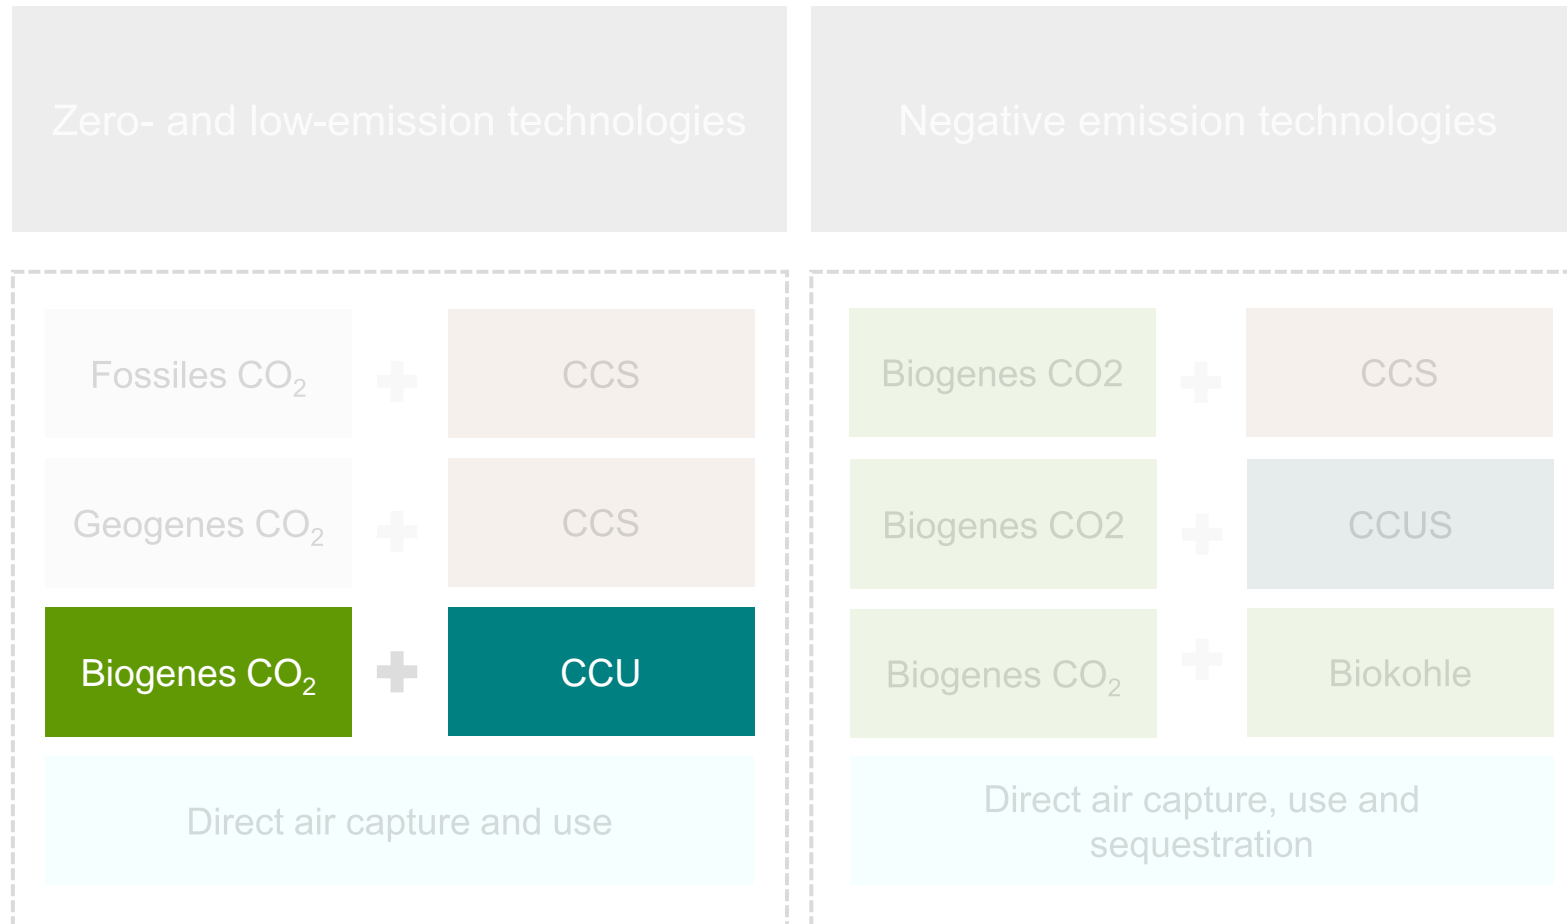 Zero- and low-emission technologies
Negative emission technologies
Fossiles CO₂
CCS
Geogenes CO₂
CCS
Biogenes CO₂
CCU
Direct air capture and use
Biogenes CO2
CCS
Biogenes CO2
CCUS
Biogenes CO₂
Biokohle
Direct air capture, use and
sequestration